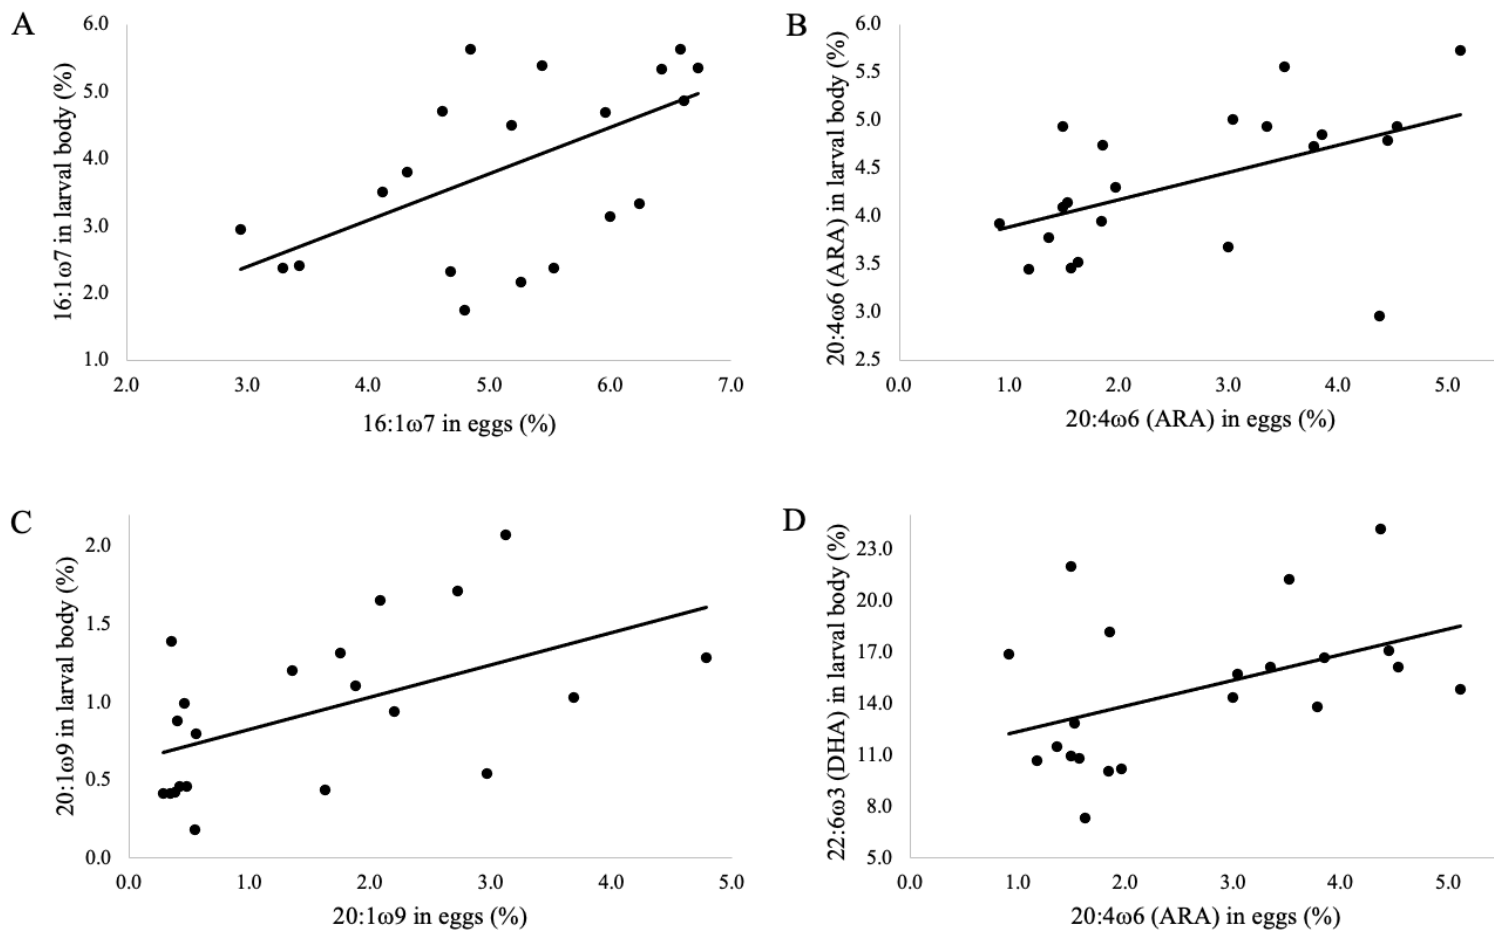 A
16:1ω7 in larval body (%)
6.0
5.0
4.0
3.0
2.0
1.0
2.0 3.0 4.0 5.0 6.0 7.0
16:1ω7 in eggs (%)
B
20:4ω6 (ARA) in larval body (%)
6.0
5.5
5.0
4.5
4.0
3.5
3.0
2.5
0.0 1.0 2.0 3.0 4.0 5.0
20:4ω6 (ARA) in eggs (%)
C
20:1ω9 in larval body (%)
2.0
1.5
1.0
0.5
0.0
0.0 1.0 2.0 3.0 4.0 5.0
20:1ω9 in eggs (%)
D
22:6ω3 (DHA) in larval body (%)
23.0
20.0
17.0
14.0
11.0
8.0
5.0
0.0 1.0 2.0 3.0 4.0 5.0
20:4ω6 (ARA) in eggs (%)